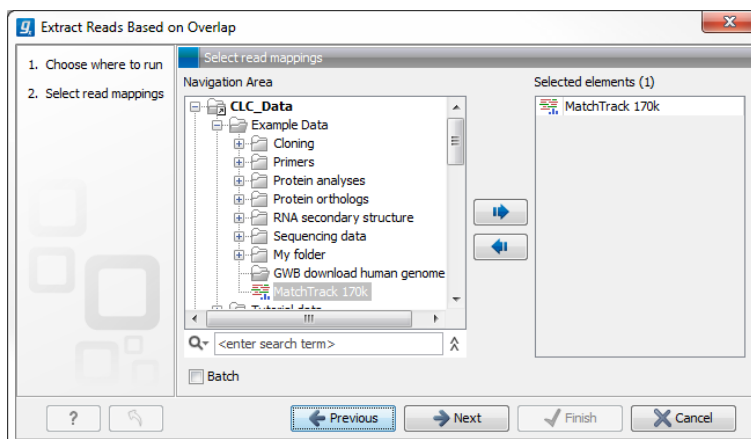 Extract Reads Based on Overlap
1. Choose where to run
2. Select read mappings
Select read mappings
Navigation Area
CLC_Data
Example Data
Cloning
Primers
Protein analyses
Protein orthologs
RNA secondary structure
Sequencing data
My folder
GWB download human genome
MatchTrack 170k
Tutorial data
<enter search term>
Batch
Selected elements (1)
MatchTrack 170k
?
Previous
Next
Finish
Cancel